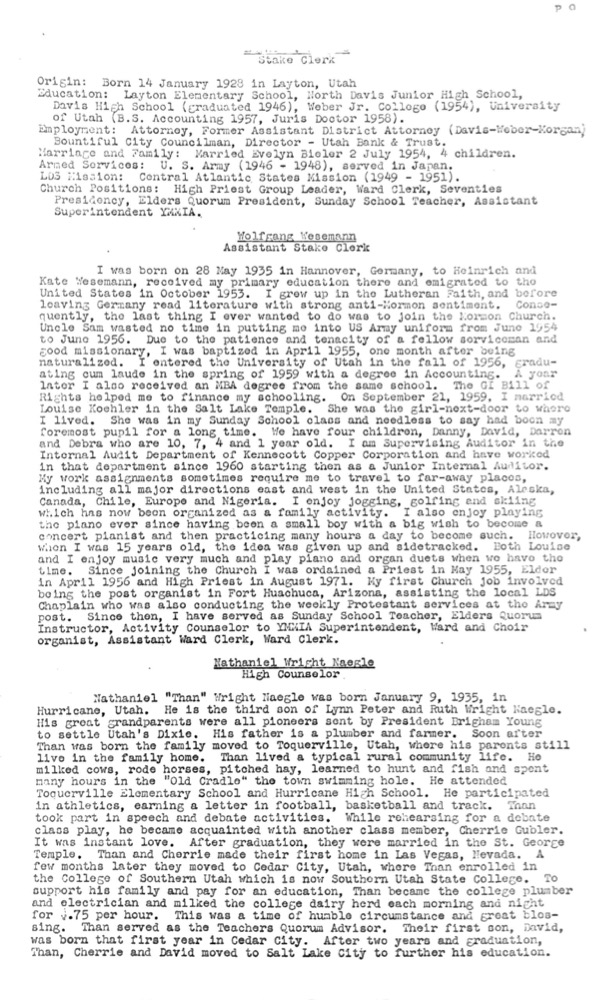 P O
Stake Clerk
Origin: Born 14 January 1928 in Layton, Utah
Education: Layton Elementary School, North Davis Junior High School,
Davis High School (graduated 1946), Weber Jr. College (1954), University
of Utah (B.S. Accounting 1957, Juris Doctor 1958).
Employment: Attorney, Former Assistant District Attorney (Davis-Weber-Morgan)
Bountiful City Councilman, Director - Utah Bank & Trust.
Marriage and Family: Married Evelyn Bieler 2 July 1954, 4 children.
Armed Services: U. S. Army (1946 - 1948), served in Japan.
LDS Mission: Central Atlantic States Mission (1949 - 1951).
Church Positions: High Priest Group Leader, Ward Clerk, Seventies
Presidency, Elders Quorum President, Sunday School Teacher, Assistant
Superintendent YMMIA.
Wolfgang Wesemann
Assistant Stake Clerk
I was born on 28 May 1935 in Hannover, Germany, to Heinrich and
Kate Wesemann, received my primary education there and emigrated to the
United States in October 1953. I grew up in the Lutheran Faith, and before
leaving Germany read literature with strong anti-Mormon sentiment. Conse-
quently, the last thing I ever wanted to do was to join the Mormon Church.
Uncle Sam wasted no time in putting me into US Army uniform from June 1954
to June 1956. Due to the patience and tenacity of a fellow serviceman and
good missionary, I was baptized in April 1955, one month after being
naturalized. I entered the University of Utah in the fall of 1956, gradu-
ating cum laude in the spring of 1959 with a degree in Accounting. A year
later I also received an MBA degree from the same school. The GI Bill of
Rights helped me to finance my schooling. On September 21, 1959, I married
Louise Koehler in the Salt Lake Temple. She was the girl-next-door to where
I lived. She was in my Sunday School class and needless to say had been my
foremost pupil for a long time. We have four children, Danny, David, Darren
and Debra who are 10, 7, 4 and 1 year old. I am Supervising Auditor in the
Internal Audit Department of Kennecott Copper Corporation and have worked
in that department since 1960 starting then as a Junior Internal Auditor.
My work assignments sometimes require me to travel to far-away places,
including all major directions east and west in the United States, Alaska,
Canada, Chile, Europe and Nigeria. I enjoy jogging, golfing and skiing
which has now been organized as a family activity. I also enjoy playing
the piano ever since having been a small boy with a big wish to become a
concert pianist and then practicing many hours a day to become such. However,
when I was 15 years old, the idea was given up and sidetracked. Both Louise
and I enjoy music very much and play piano and organ duets when we have the
time. Since joining the Church I was ordained a Priest in May 1955, Elder
in April 1956 and High Priest in August 1971. My first Church job involved
being the post organist in Fort Huachuca, Arizona, assisting the local LDS
Chaplain who was also conducting the weekly Protestant services at the Army
post. Since then, I have served as Sunday School Teacher, Elders Quorum
Instructor, Activity Counselor to YMMIA Superintendent, Ward and Choir
organist, Assistant Ward Clerk, Ward Clerk.
Nathaniel Wright Naegle
High Counselor
Nathaniel "Than" Wright Naegle was born January 9, 1935, in
Hurricane, Utah. He is the third son of Lynn Peter and Ruth Wright Naegle.
His great grandparents were all pioneers sent by President Brigham Young
to settle Utah's Dixie. His father is a plumber and farmer. Soon after
Than was born the family moved to Toquerville, Utah, where his parents still
live in the family home. Than lived a typical rural community life. He
milked cows, rode horses, pitched hay, learned to hunt and fish and spent
many hours in the "Old Cradle" the town swimming hole. He attended
Toquerville Elementary School and Hurricane High School. He participated
in athletics, earning a letter in football, basketball and track. Than
took part in speech and debate activities. While rehearsing for a debate
class play, he became acquainted with another class member, Cherrie Gubler.
It was instant love. After graduation, they were married in the St. George
Temple. Than and Cherrie made their first home in Las Vegas, Nevada. A
few months later they moved to Cedar City, Utah, where Than enrolled in
the College of Southern Utah which is now Southern Utah State College. To
support his family and pay for an education, Than became the college plumber
and electrician and milked the college dairy herd each morning and night
for $.75 per hour. This was a time of humble circumstance and great bles-
sing. Than served as the Teachers Quorum Advisor. Their first son, David,
was born that first year in Cedar City. After two years and graduation,
Than, Cherrie and David moved to Salt Lake City to further his education.